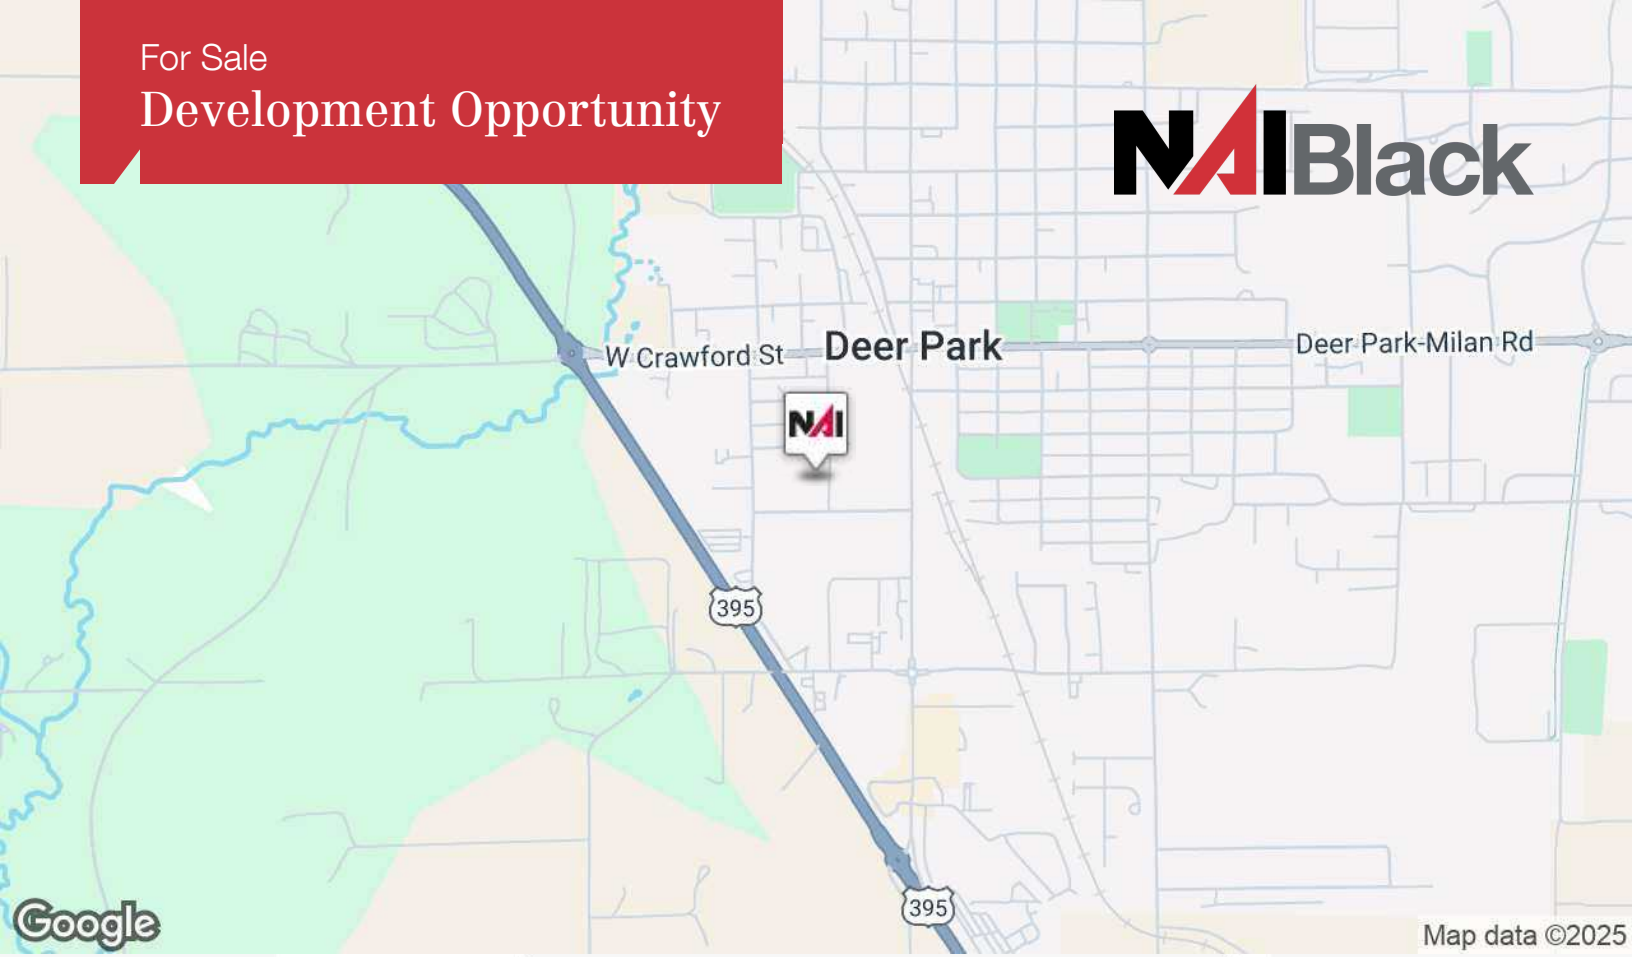 For Sale
Development Opportunity
NAIBlack
W Crawford St
Deer Park
Deer Park-Milan Rd
NAI
395
395
Google
Map data ©2025